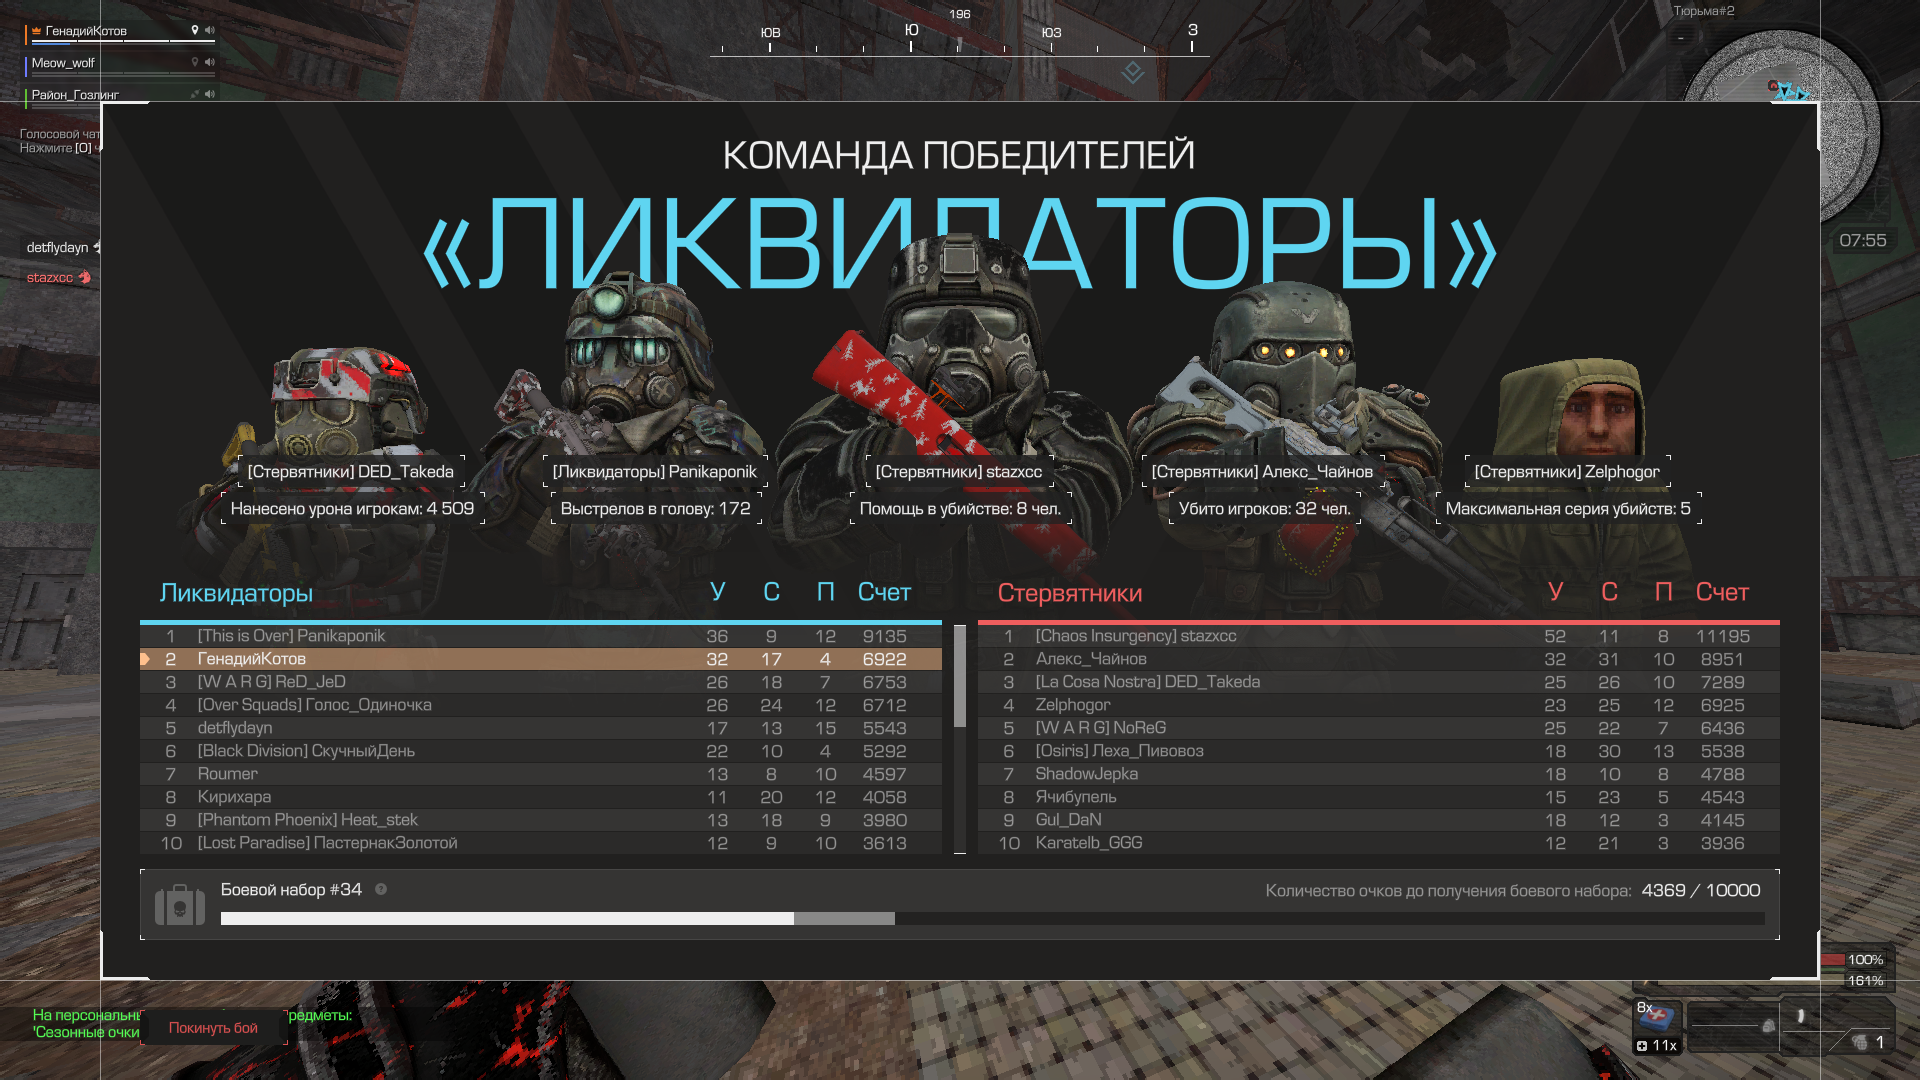 196
ЮВ
Ю
ЮЗ
З
Тюрьма#2
ГенадийКотов
Meow_wolf
Район_Гозлинг
Голосовой чат
Нажмите [O]
detflydayn
stazxcc
07:55
КОМАНДА ПОБЕДИТЕЛЕЙ
«ЛИКВИДАТОРЫ»
[Стервятники] DED_Takeda
Нанесено урона игрокам: 4 509
[Ликвидаторы] Panikaponik
Выстрелов в голову: 172
[Стервятники] stazxcc
Помощь в убийстве: 8 чел.
[Стервятники] Алекс_Чайнов
Убито игроков: 32 чел.
[Стервятники] Zelphogor
Максимальная серия убийств: 5
Ликвидаторы У С П Счет
1 [This is Over] Panikaponik 36 9 12 9135
2 ГенадийКотов 32 17 4 6922
3 [W A R G] ReD_JeD 26 18 7 6753
4 [Over Squads] Голос_Одиночка 26 24 12 6712
5 detflydayn 17 13 15 5543
6 [Black Division] СкучныйДень 22 10 4 5292
7 Roumer 13 8 10 4597
8 Кирихара 11 20 12 4058
9 [Phantom Phoenix] Heat_stek 13 18 9 3980
10 [Lost Paradise] ПастернакЗолотой 12 9 10 3613
Стервятники У С П Счет
1 [Chaos Insurgency] stazxcc 52 11 8 11195
2 Алекс_Чайнов 32 31 10 8951
3 [La Cosa Nostra] DED_Takeda 25 26 10 7289
4 Zelphogor 23 25 12 6925
5 [W A R G] NoReG 25 22 7 6436
6 [Osiris] Леха_Пивовоз 18 30 13 5538
7 ShadowJepka 18 10 8 4788
8 Ячибупель 15 23 5 4543
9 Gul_DaN 18 12 3 4145
10 Karatelb_GGG 12 21 3 3936
Боевой набор #34 ?
Количество очков до получения боевого набора: 4369 / 10000
100%
161%
На персональны
редметы:
'Сезонные очки
Покинуть бой
8x
11x
1